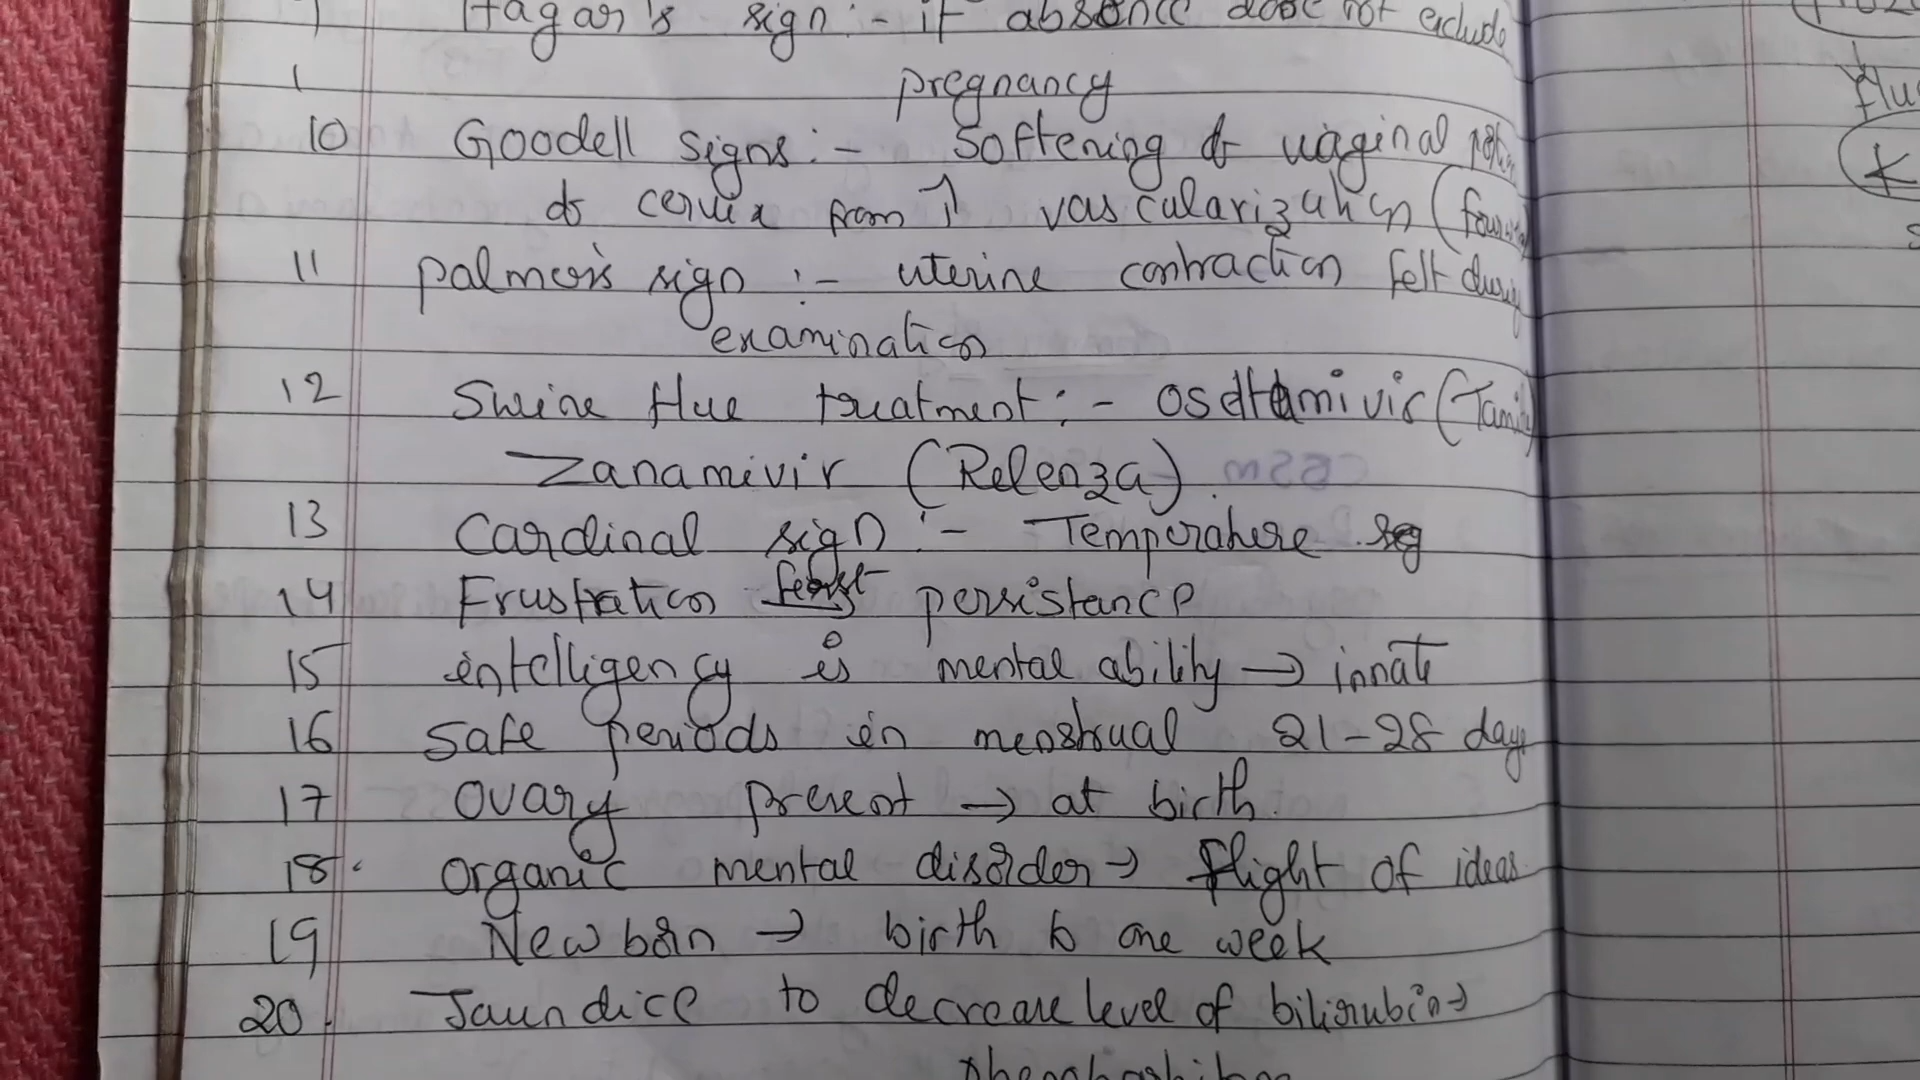 Hagar's sign :- if absence dose not exclude
pregnancy
10 Goodell signs :- Softening of vaginal
of cervix from ↑ vascularization (
11 palmer's sign :- uterine contraction felt during
examination
12 Swine flue treatment :- oseltamivir (Tami
Zanamivir (Relenza).
13 Cardinal sign :- Temperature
14 Frustration persistance
15 intelligency is mental ability → innate
16 Safe periods in menstrual 21-28 days
17 Ovary present → at birth.
18. Organic mental disorder → flight of ideas
19 New born → birth to one week
20. Jaundice to decrease level of bilirubin →